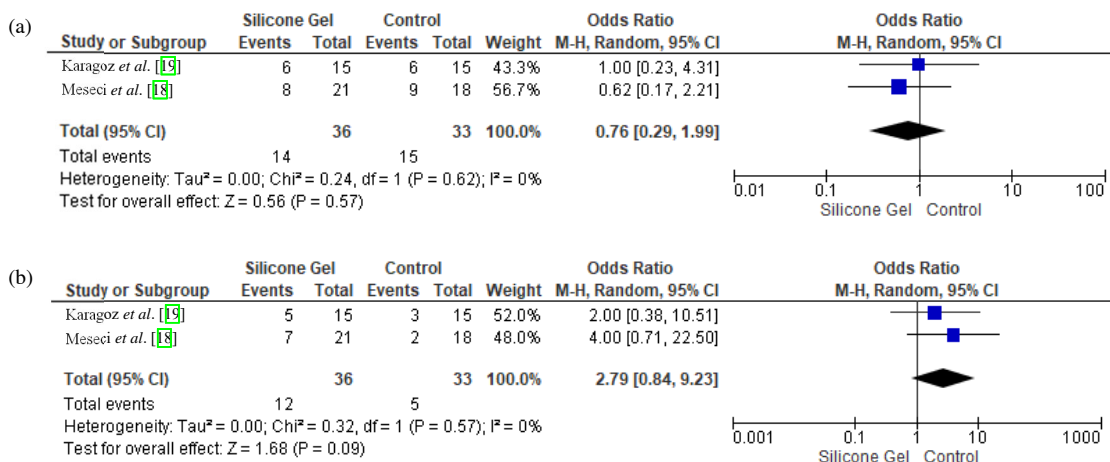 (a)
Silicone Gel Control Odds Ratio Odds Ratio
Study or Subgroup Events Total Events Total Weight M-H, Random, 95% CI M-H, Random, 95% CI
Karagoz et al. [19] 6 15 6 15 43.3% 1.00 [0.23, 4.31]
Meseci et al. [18] 8 21 9 18 56.7% 0.62 [0.17, 2.21]
Total (95% CI) 36 33 100.0% 0.76 [0.29, 1.99]
Total events 14 15
Heterogeneity: Tau² = 0.00; Chi² = 0.24, df = 1 (P = 0.62); I² = 0%
Test for overall effect: Z = 0.56 (P = 0.57)
0.01 0.1 1 10 100
Silicone Gel Control
(b)
Silicone Gel Control Odds Ratio Odds Ratio
Study or Subgroup Events Total Events Total Weight M-H, Random, 95% CI M-H, Random, 95% CI
Karagoz et al. [19] 5 15 3 15 52.0% 2.00 [0.38, 10.51]
Meseci et al. [18] 7 21 2 18 48.0% 4.00 [0.71, 22.50]
Total (95% CI) 36 33 100.0% 2.79 [0.84, 9.23]
Total events 12 5
Heterogeneity: Tau² = 0.00; Chi² = 0.32, df = 1 (P = 0.57); I² = 0%
Test for overall effect: Z = 1.68 (P = 0.09)
0.001 0.1 1 10 1000
Silicone Gel Control